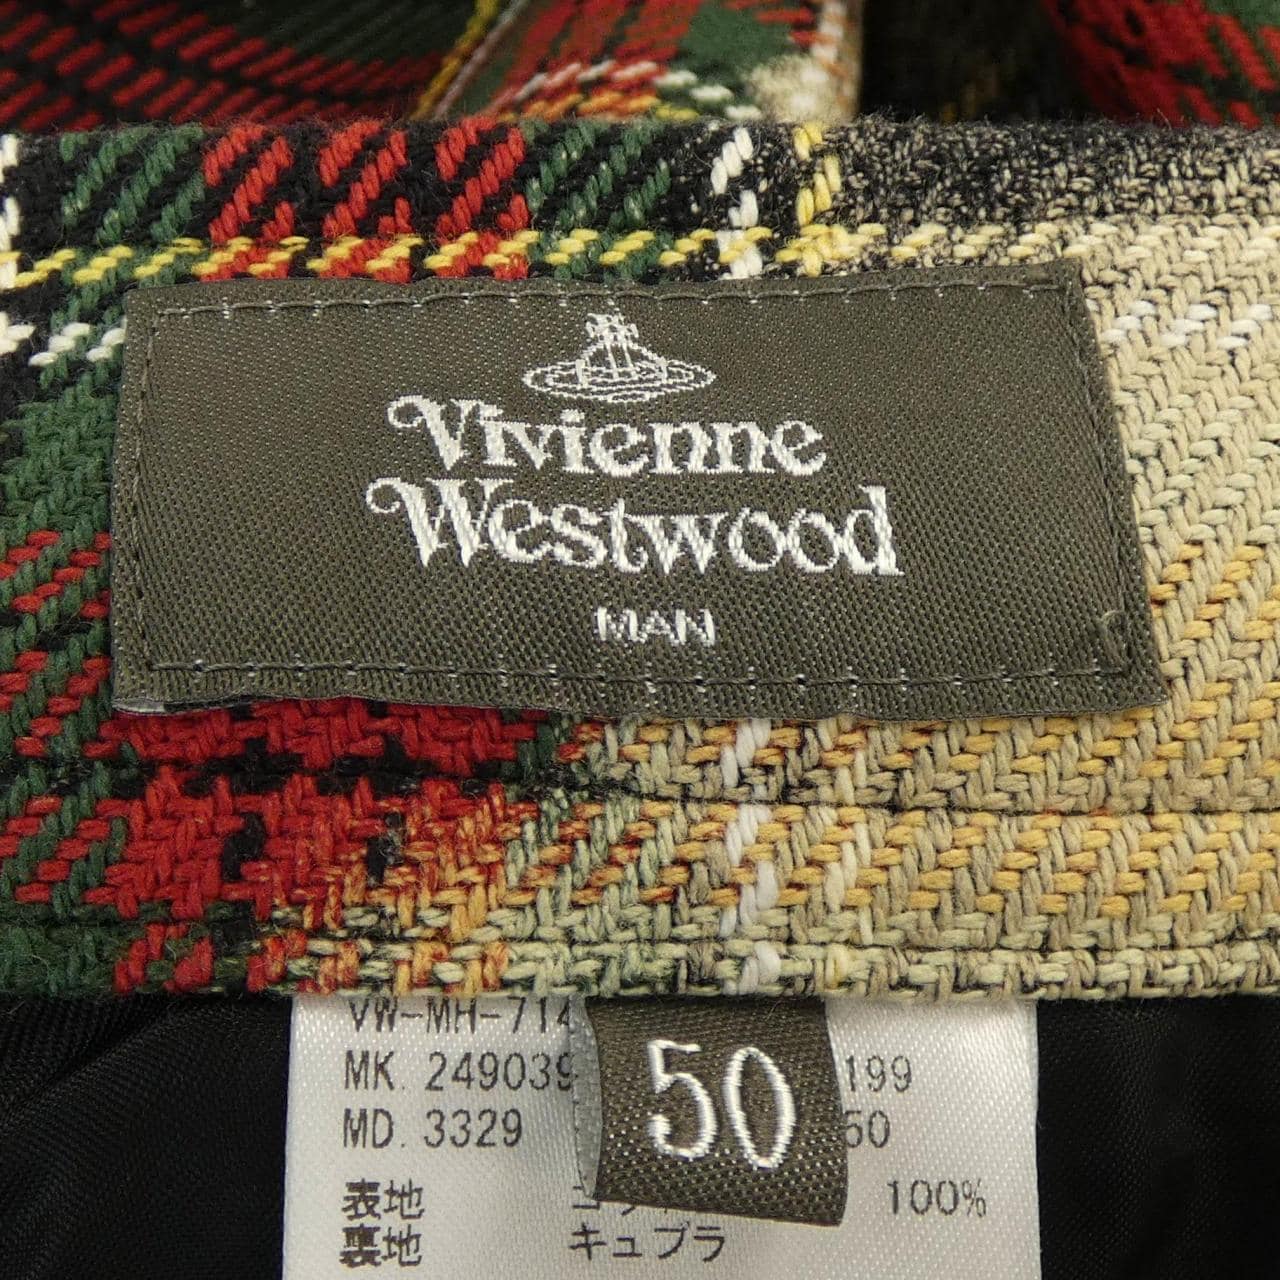 Vivienne
Westwood
MAN
VW-MH-714
MK. 249039 199
MD. 3329 50
50
表地 100%
裏地 キュプラ